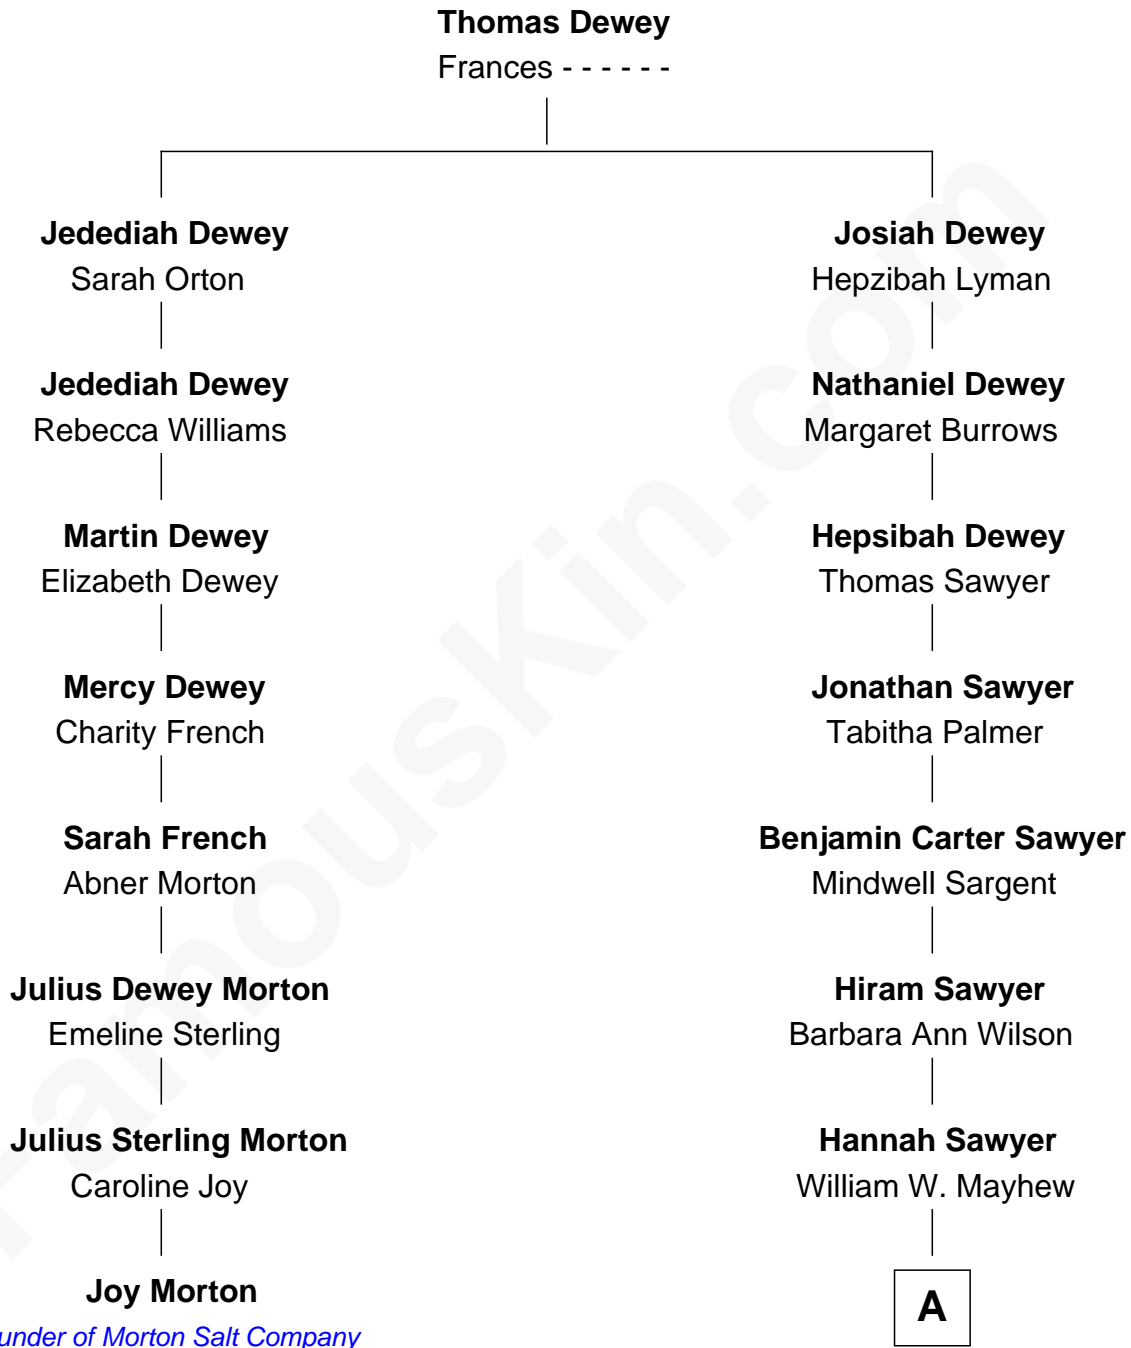 Thomas Dewey
Frances - - - - - -
Jedediah Dewey
Sarah Orton
Josiah Dewey
Hepzibah Lyman
Jedediah Dewey
Rebecca Williams
Nathaniel Dewey
Margaret Burrows
Martin Dewey
Elizabeth Dewey
Hepsibah Dewey
Thomas Sawyer
Mercy Dewey
Charity French
Jonathan Sawyer
Tabitha Palmer
Sarah French
Abner Morton
Benjamin Carter Sawyer
Mindwell Sargent
Julius Dewey Morton
Emeline Sterling
Hiram Sawyer
Barbara Ann Wilson
Julius Sterling Morton
Caroline Joy
Hannah Sawyer
William W. Mayhew
Joy Morton
under of Morton Salt Company
A
FamousKin.com